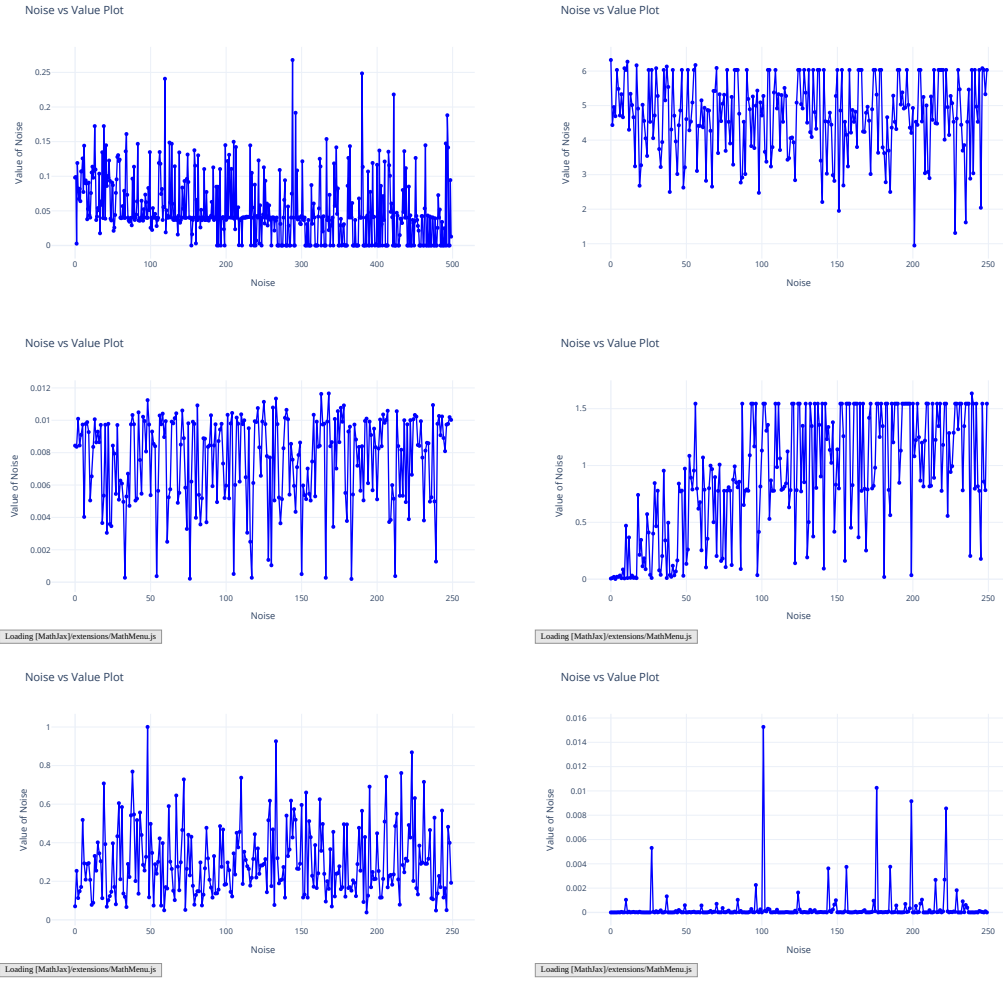 Noise vs Value Plot
0.25
0.2
0.15
0.1
0.05
0
Value of Noise
0 100 200 300 400 500
Noise
Noise vs Value Plot
6
5
4
3
2
1
Value of Noise
0 50 100 150 200 250
Noise
Noise vs Value Plot
0.012
0.01
0.008
0.006
0.004
0.002
0
Value of Noise
0 50 100 150 200 250
Noise
Loading [MathJax]/extensions/MathMenu.js
Noise vs Value Plot
1.5
1
0.5
0
Value of Noise
0 50 100 150 200 250
Noise
Loading [MathJax]/extensions/MathMenu.js
Noise vs Value Plot
1
0.8
0.6
0.4
0.2
0
Value of Noise
0 50 100 150 200 250
Noise
Loading [MathJax]/extensions/MathMenu.js
Noise vs Value Plot
0.016
0.014
0.012
0.01
0.008
0.006
0.004
0.002
0
Value of Noise
0 50 100 150 200 250
Noise
Loading [MathJax]/extensions/MathMenu.js